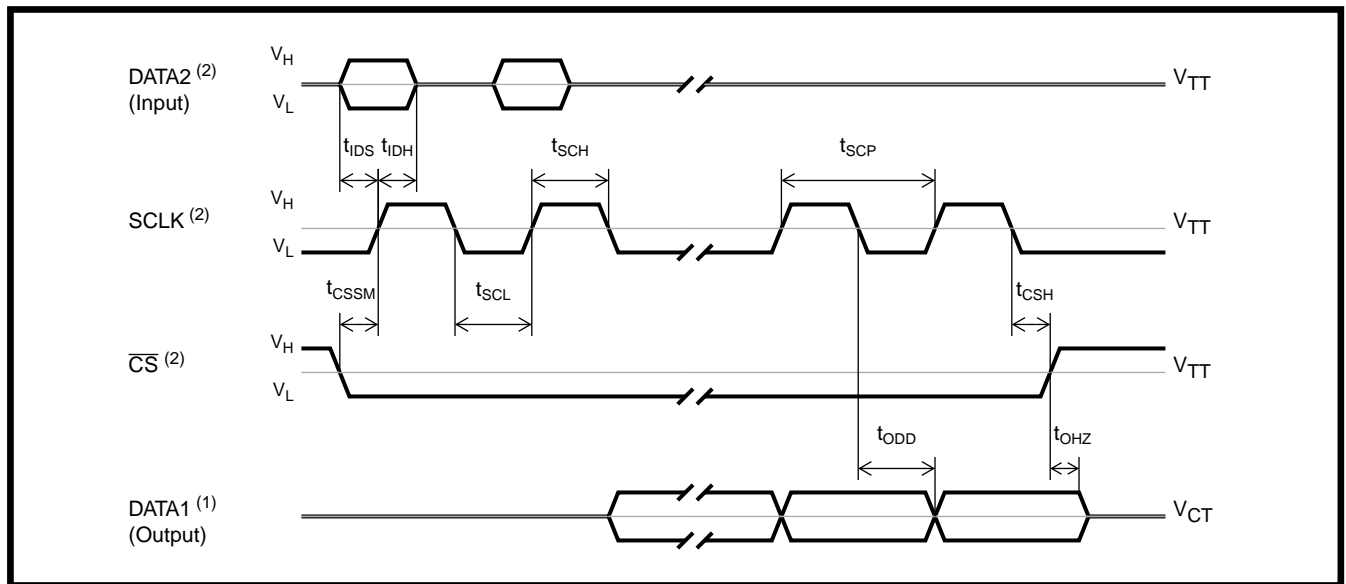 V_H
DATA2 (2)
(Input)
V_L
V_TT
t_IDS t_IDH t_SCH t_SCP
V_H
SCLK (2)
V_L
V_TT
t_CSSM t_SCL t_CSH
V_H
C̅S̅ (2)
V_L
V_TT
t_ODD t_OHZ
DATA1 (1)
(Output)
V_CT